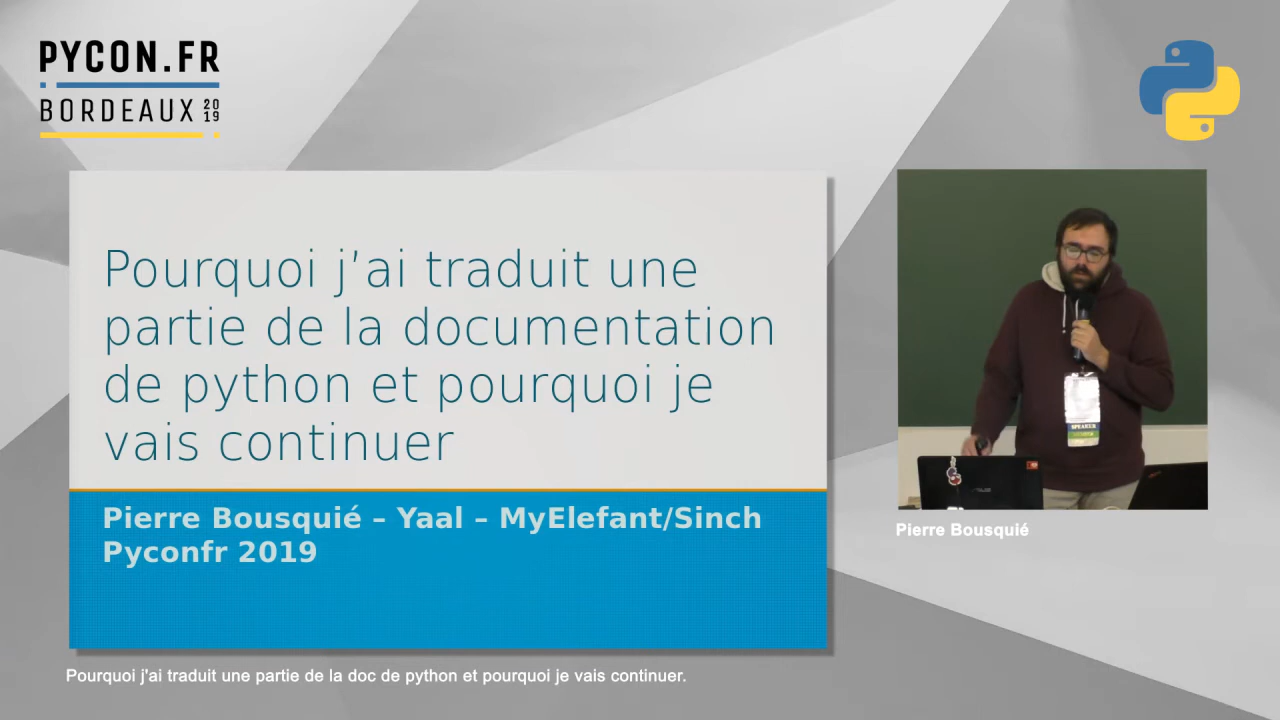 PYCON.FR
BORDEAUX 2019
Pourquoi j’ai traduit une
partie de la documentation
de python et pourquoi je
vais continuer
Pierre Bousquié – Yaal – MyElefant/Sinch
Pyconfr 2019
SPEAKER
Pierre Bousquié
Pourquoi j'ai traduit une partie de la doc de python et pourquoi je vais continuer.